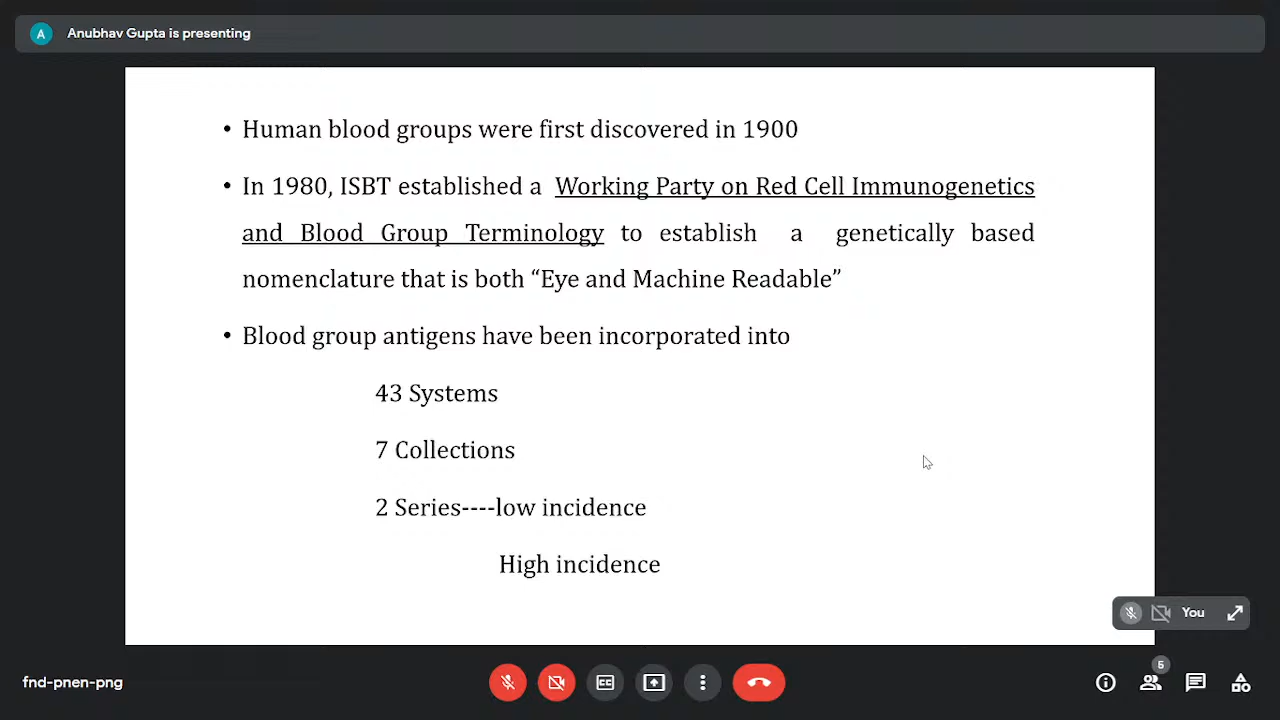 A Anubhav Gupta is presenting
• Human blood groups were first discovered in 1900
• In 1980, ISBT established a Working Party on Red Cell Immunogenetics
and Blood Group Terminology to establish a genetically based
nomenclature that is both “Eye and Machine Readable”
• Blood group antigens have been incorporated into
43 Systems
7 Collections
2 Series----low incidence
High incidence
You
fnd-pnen-png
CC
5